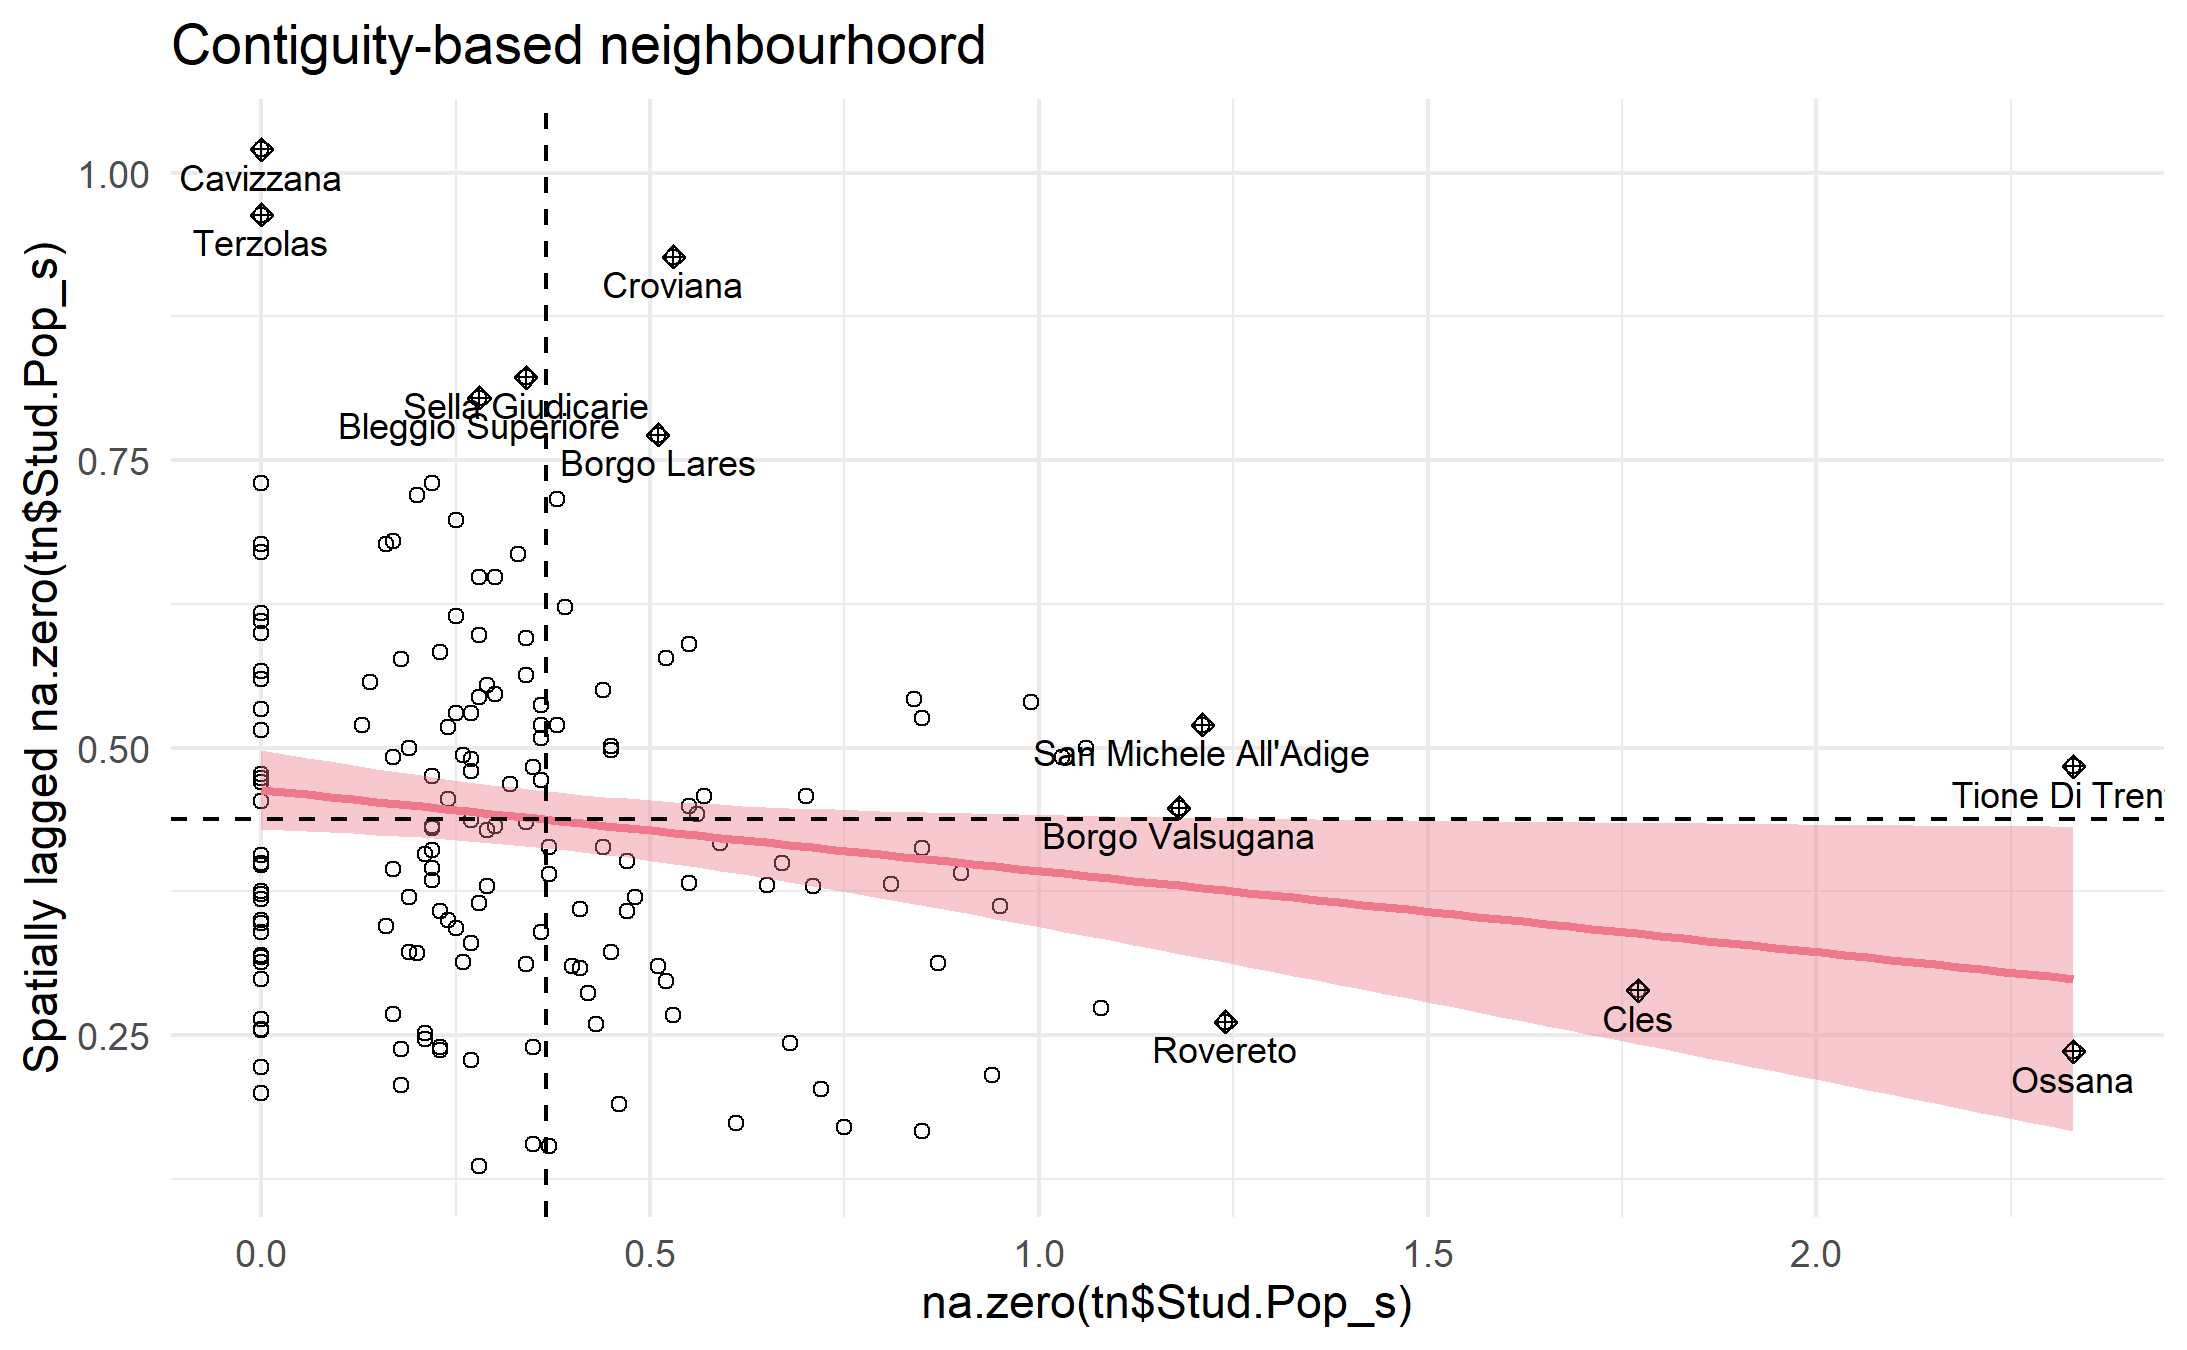 Contiguity-based neighbourhoord
Spatially lagged na.zero(tn$Stud.Pop_s)
1.00
0.75
0.50
0.25
Cavizzana
Terzolas
Croviana
Sella Giudicarie
Bleggio Superiore
Borgo Lares
San Michele All'Adige
Tione Di Tren
Borgo Valsugana
Cles
Rovereto
Ossana
0.0 0.5 1.0 1.5 2.0
na.zero(tn$Stud.Pop_s)